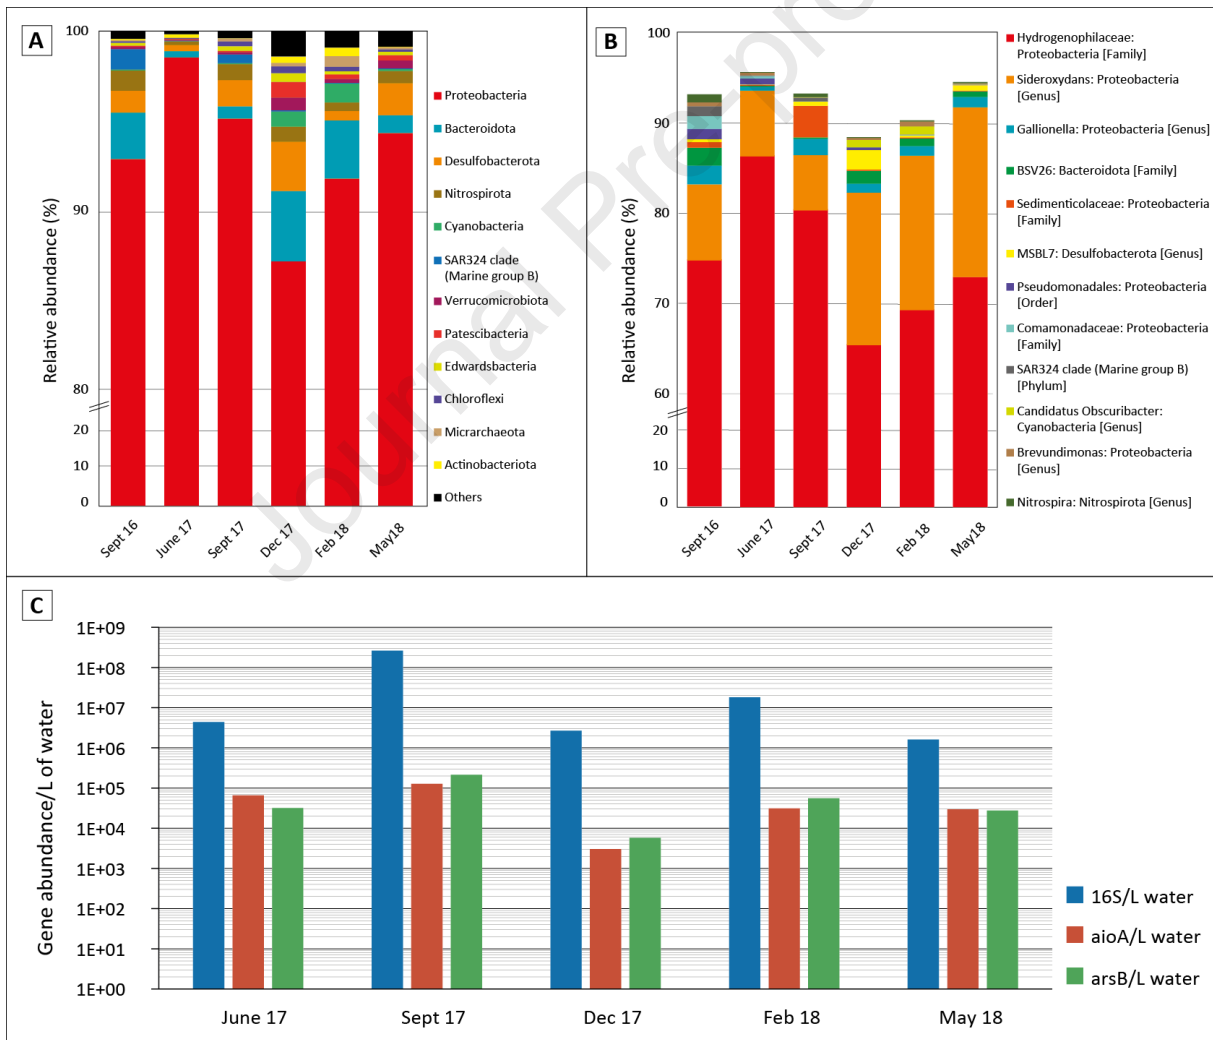 A
100
90
80
20
10
0
Relative abundance (%)
Sept 16
June 17
Sept 17
Dec 17
Feb 18
May18
Proteobacteria
Bacteroidota
Desulfobacterota
Nitrospirota
Cyanobacteria
SAR324 clade
(Marine group B)
Verrucomicrobiota
Patescibacteria
Edwardsbacteria
Chloroflexi
Micrarchaeota
Actinobacteriota
Others
B
100
90
80
70
60
20
10
0
Relative abundance (%)
Sept 16
June 17
Sept 17
Dec 17
Feb 18
May18
Hydrogenophilaceae:
Proteobacteria [Family]
Sideroxydans: Proteobacteria
[Genus]
Gallionella: Proteobacteria [Genus]
BSV26: Bacteroidota [Family]
Sedimenticolaceae: Proteobacteria
[Family]
MSBL7: Desulfobacterota [Genus]
Pseudomonadales: Proteobacteria
[Order]
Comamonadaceae: Proteobacteria
[Family]
SAR324 clade (Marine group B)
[Phylum]
Candidatus Obscuribacter:
Cyanobacteria [Genus]
Brevundimonas: Proteobacteria
[Genus]
Nitrospira: Nitrospirota [Genus]
Journal Pre-pro
C
1E+09
1E+08
1E+07
1E+06
1E+05
1E+04
1E+03
1E+02
1E+01
1E+00
Gene abundance/L of water
June 17
Sept 17
Dec 17
Feb 18
May 18
16S/L water
aioA/L water
arsB/L water